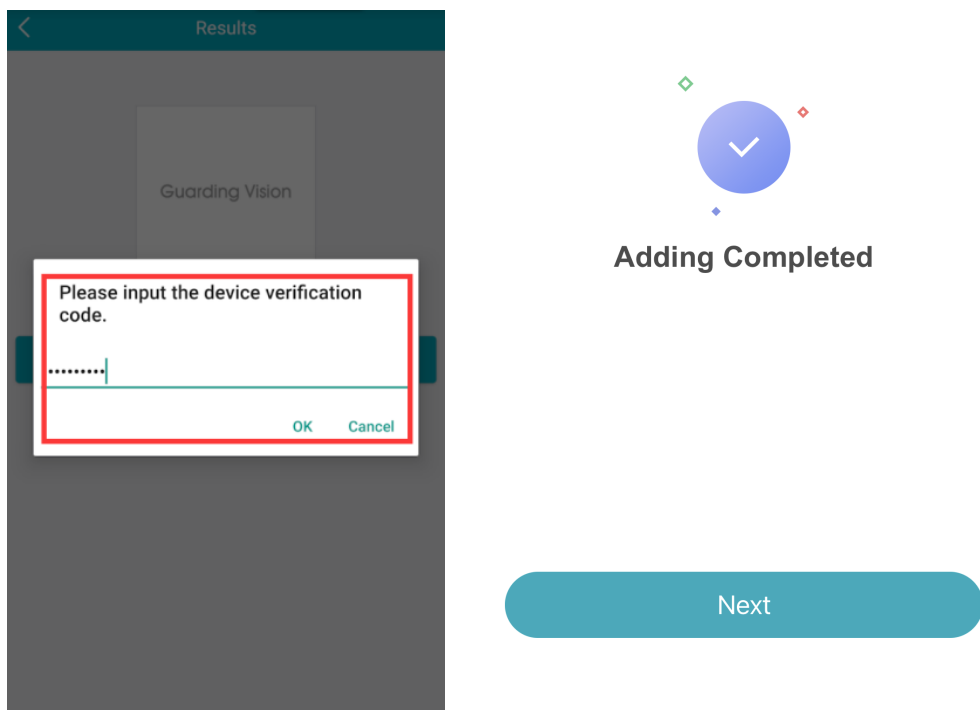 Results
Guarding Vision
Please input the device verification
code.
•••••••••
OK Cancel
Adding Completed
Next